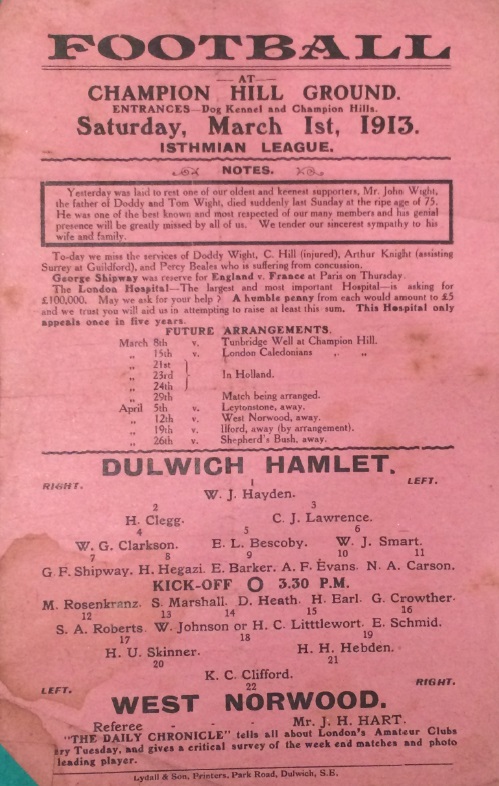 FOOTBALL
— AT —
CHAMPION HILL GROUND.
ENTRANCES—Dog Kennel and Champion Hills.
Saturday, March 1st, 1913.
ISTHMIAN LEAGUE.
NOTES.
Yesterday was laid to rest one of our oldest and keenest supporters, Mr. John Wight,
the father of Doddy and Tom Wight, died suddenly last Sunday at the ripe age of 75.
He was one of the best known and most respected of our many members and has genial
presence will be greatly missed by all of us. We tender our sincerest sympathy to his
wife and family.
To-day we miss the services of Doddy Wight, C. Hill (injured), Arthur Knight (assisting
Surrey at Guildford), and Percy Beales who is suffering from concussion.
George Shipway was reserve for England v. France at Paris on Thursday.
The London Hospital—The largest and most important Hospital—is asking for
£100,000. May we ask for your help ? A humble penny from each would amount to £5
and we trust you will aid us in attempting to raise at least this sum. This Hospital only
appeals once in five years.
FUTURE ARRANGEMENTS.
March 8th v. Tunbridge Well at Champion Hill.
„ 15th v. London Caledonians „ „
„ 21st }
„ 23rd } In Holland.
„ 24th }
„ 29th Match being arranged.
April 5th v. Leytonstone, away.
„ 12th v. West Norwood, away.
„ 19th v. Ilford, away (by arrangement).
„ 26th v. Shepherd's Bush, away.
DULWICH HAMLET.
RIGHT. 1 LEFT.
W. J. Hayden.
2 3
H. Clegg. C. J. Lawrence.
4 5 6
W. G. Clarkson. E. L. Bescoby. W. J. Smart.
7 8 9 10 11
G. F. Shipway. H. Hegazi. E. Barker. A. F. Evans. N. A. Carson.
KICK-OFF O 3.30 P.M.
M. Rosenkranz. S. Marshall. D. Heath. H. Earl. G. Crowther.
12 13 14 15 16
S. A. Roberts. W. Johnson or H. C. Littlewort. E. Schmid.
17 18 19
H. U. Skinner. H. H. Hebden.
20 21
K. C. Clifford.
LEFT. 22 RIGHT.
WEST NORWOOD.
Referee - - - Mr. J. H. HART.
"THE DAILY CHRONICLE" tells all about London's Amateur Clubs
ery Tuesday, and gives a critical survey of the week end matches and photo
leading player.
Lydall & Son, Printers, Park Road, Dulwich, S.E.